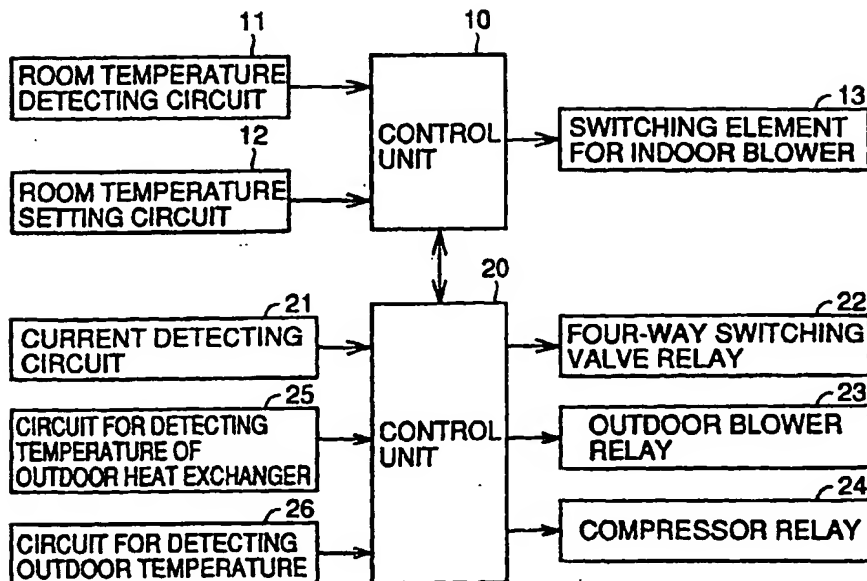 11
ROOM TEMPERATURE
DETECTING CIRCUIT
12
ROOM TEMPERATURE
SETTING CIRCUIT
10
CONTROL
UNIT
13
SWITCHING ELEMENT
FOR INDOOR BLOWER
21
CURRENT DETECTING
CIRCUIT
25
CIRCUIT FOR DETECTING
TEMPERATURE OF
OUTDOOR HEAT EXCHANGER
26
CIRCUIT FOR DETECTING
OUTDOOR TEMPERATURE
20
CONTROL
UNIT
22
FOUR-WAY SWITCHING
VALVE RELAY
23
OUTDOOR BLOWER
RELAY
24
COMPRESSOR RELAY